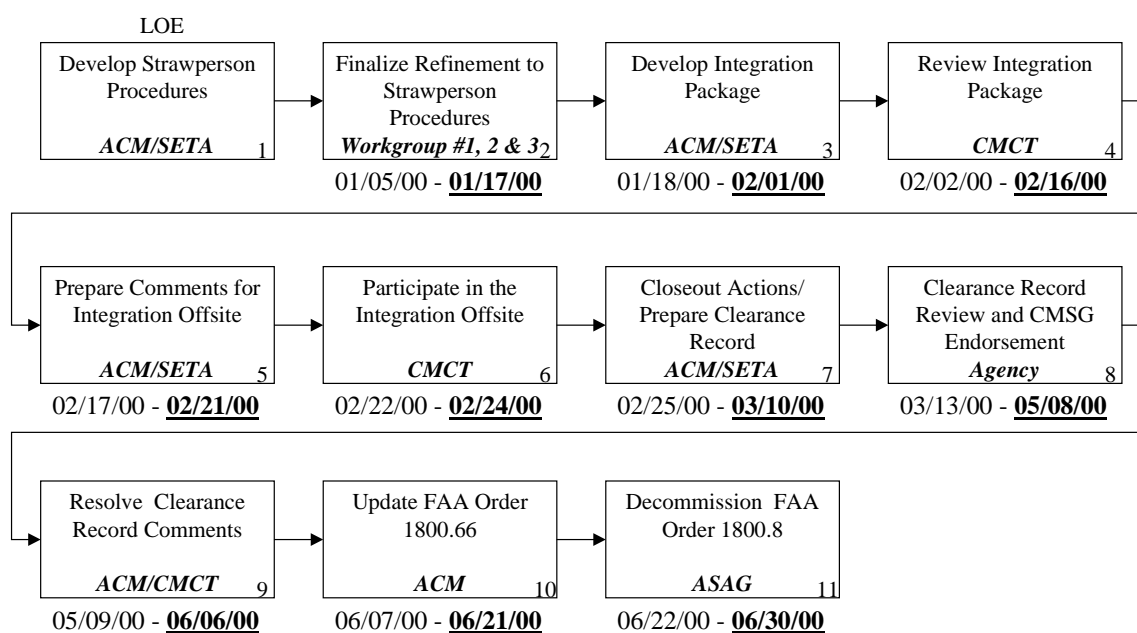 LOE
Develop Strawperson
Procedures
ACM/SETA 1
Finalize Refinement to
Strawperson
Procedures
Workgroup #1, 2 & 3 2
01/05/00 - 01/17/00
Develop Integration
Package
ACM/SETA 3
01/18/00 - 02/01/00
Review Integration
Package
CMCT 4
02/02/00 - 02/16/00
Prepare Comments for
Integration Offsite
ACM/SETA 5
02/17/00 - 02/21/00
Participate in the
Integration Offsite
CMCT 6
02/22/00 - 02/24/00
Closeout Actions/
Prepare Clearance
Record
ACM/SETA 7
02/25/00 - 03/10/00
Clearance Record
Review and CMSG
Endorsement
Agency 8
03/13/00 - 05/08/00
Resolve Clearance
Record Comments
ACM/CMCT 9
05/09/00 - 06/06/00
Update FAA Order
1800.66
ACM 10
06/07/00 - 06/21/00
Decommission FAA
Order 1800.8
ASAG 11
06/22/00 - 06/30/00